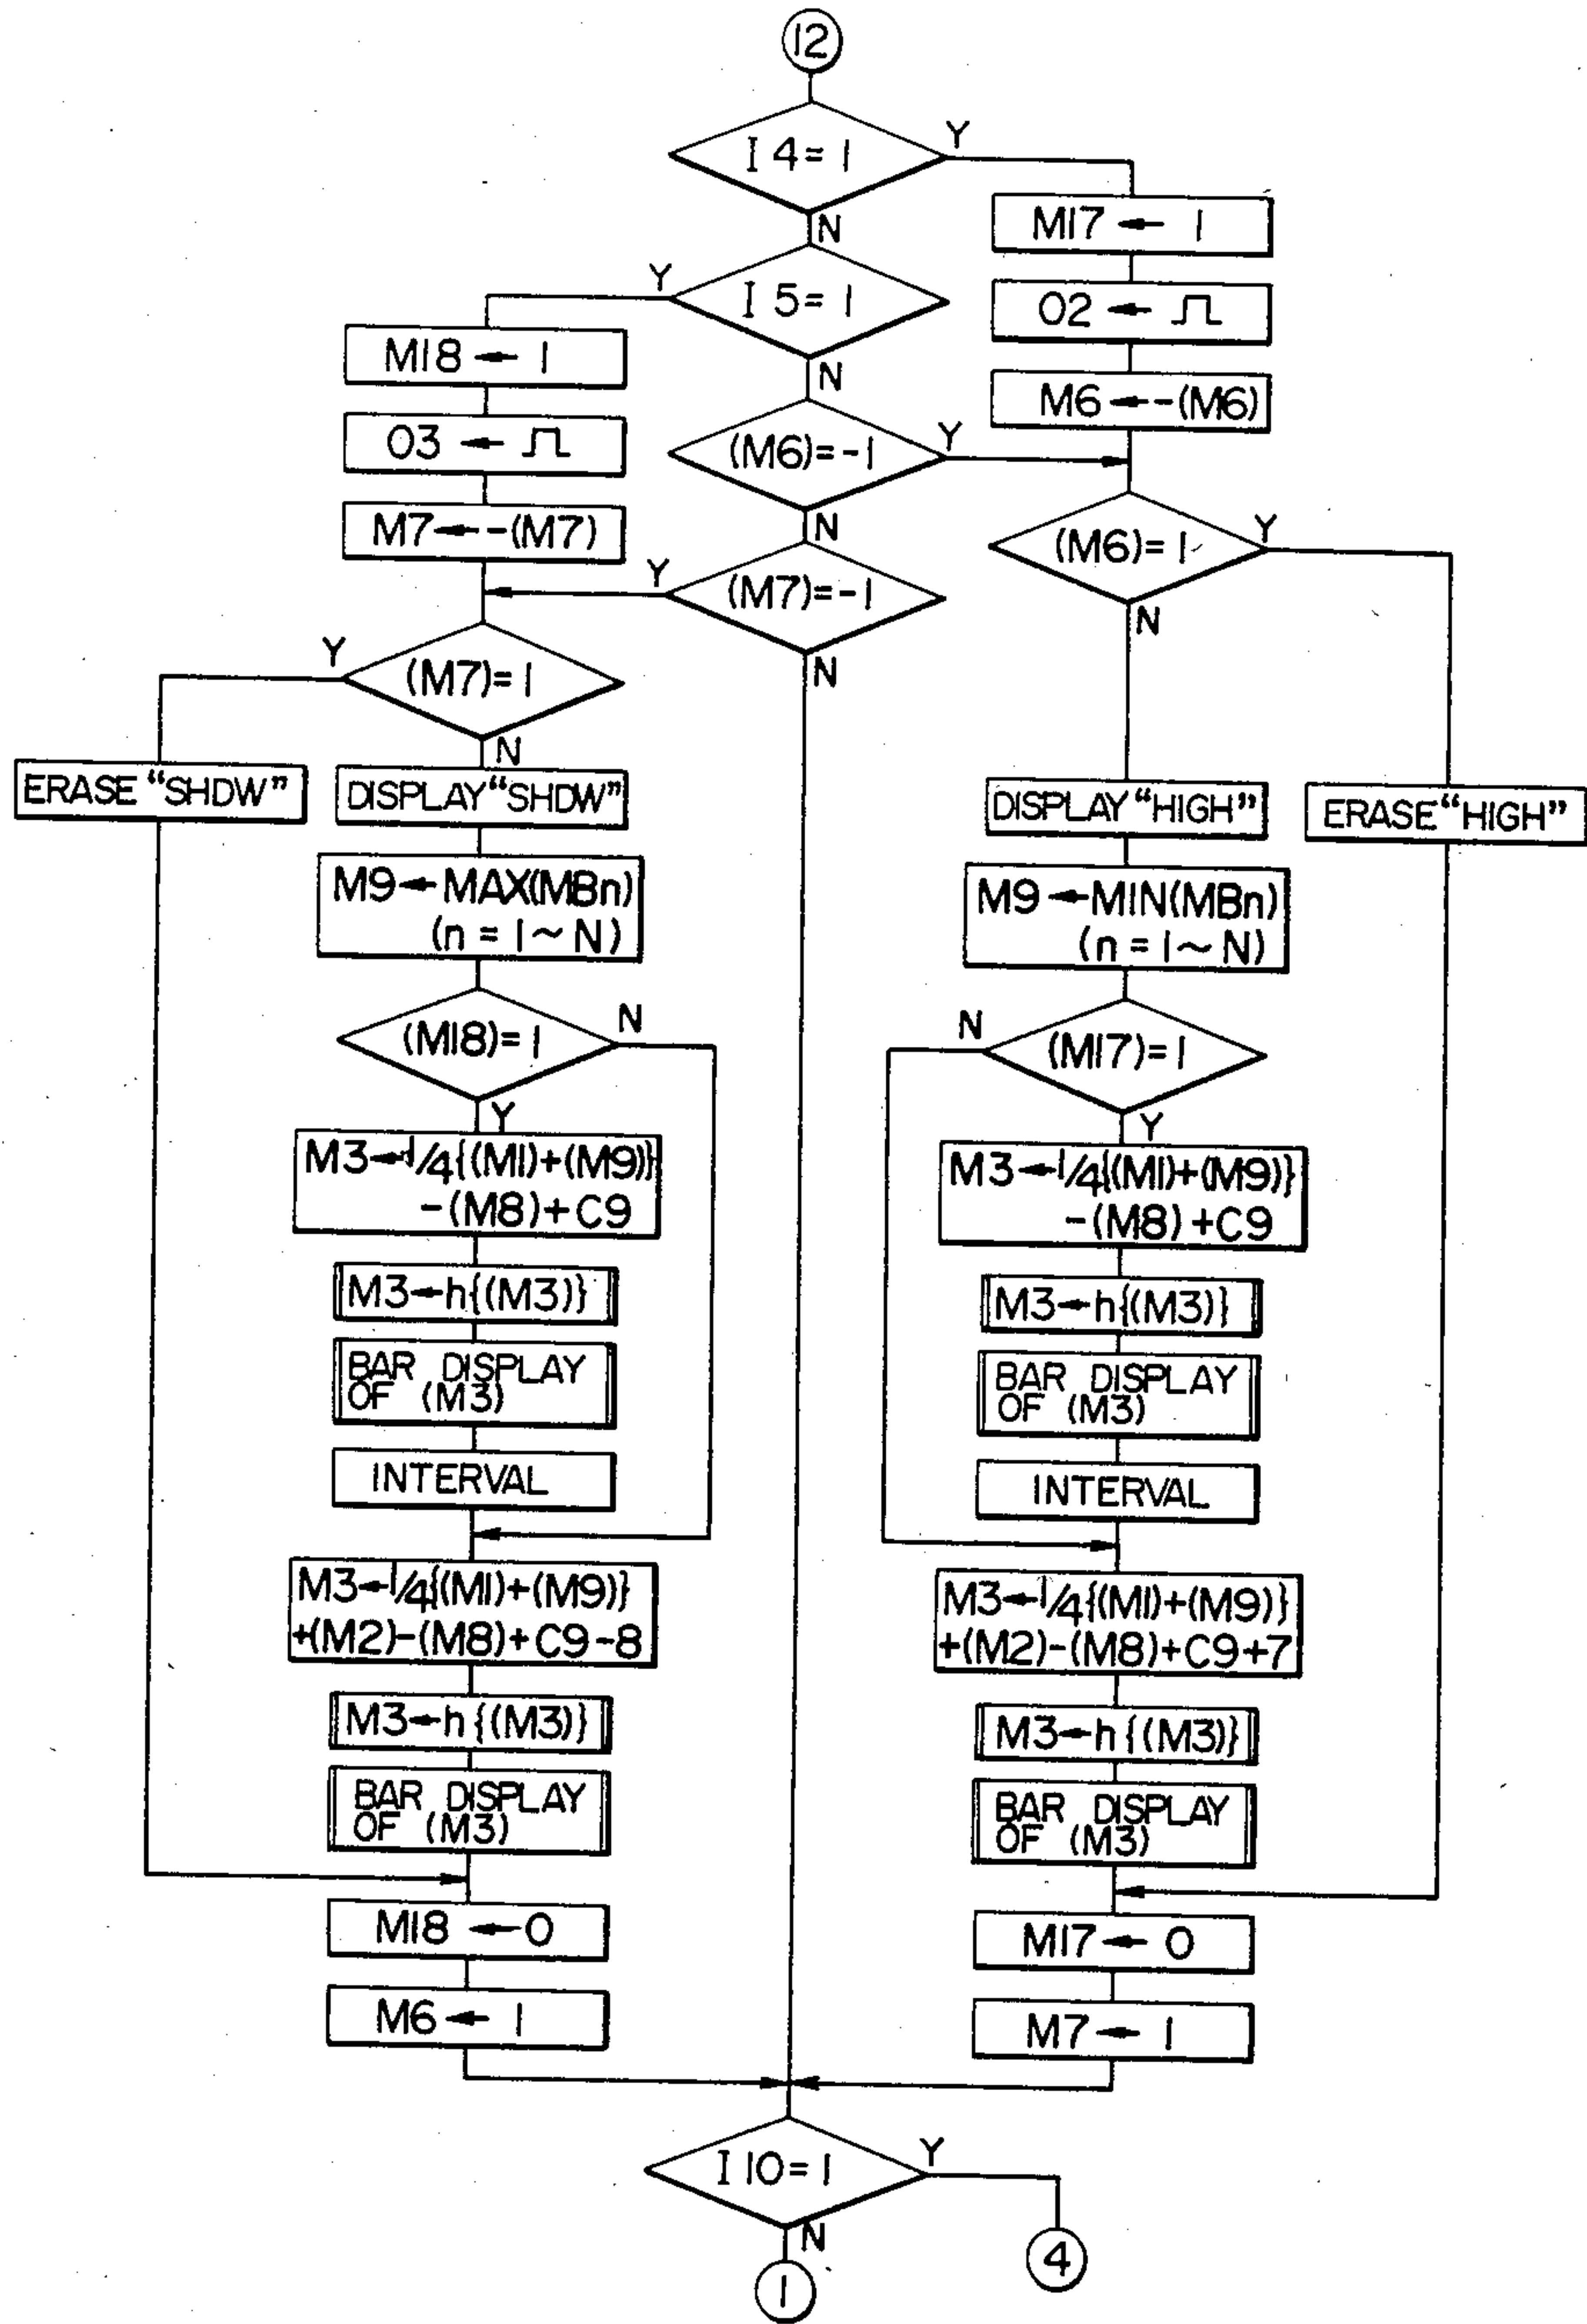 12
I 4 = 1
Y
N
M17 ← 1
O2 ←
M6 ← -(M6)
I 5 = 1
Y
N
M18 ← 1
O3 ←
M7 ← -(M7)
(M6)=-1
Y
N
(M7)=-1
Y
N
(M6)=1
Y
N
(M7)=1
Y
N
ERASE "SHDW"
DISPLAY "SHDW"
DISPLAY "HIGH"
ERASE "HIGH"
M9 ← MAX(MBn)
(n = 1 ~ N)
M9 ← MIN(MBn)
(n = 1 ~ N)
(M18)=1
N
Y
(M17)=1
N
Y
M3 ← 1/4{(M1)+(M9)}
-(M8)+C9
M3 ← 1/4{(M1)+(M9)}
-(M8)+C9
M3 ← h{(M3)}
M3 ← h{(M3)}
BAR DISPLAY
OF (M3)
BAR DISPLAY
OF (M3)
INTERVAL
INTERVAL
M3 ← 1/4{(M1)+(M9)}
+(M2)-(M8)+C9-8
M3 ← 1/4{(M1)+(M9)}
+(M2)-(M8)+C9+7
M3 ← h{(M3)}
M3 ← h{(M3)}
BAR DISPLAY
OF (M3)
BAR DISPLAY
OF (M3)
M18 ← 0
M17 ← 0
M6 ← 1
M7 ← 1
I 10 = 1
Y
N
1
4